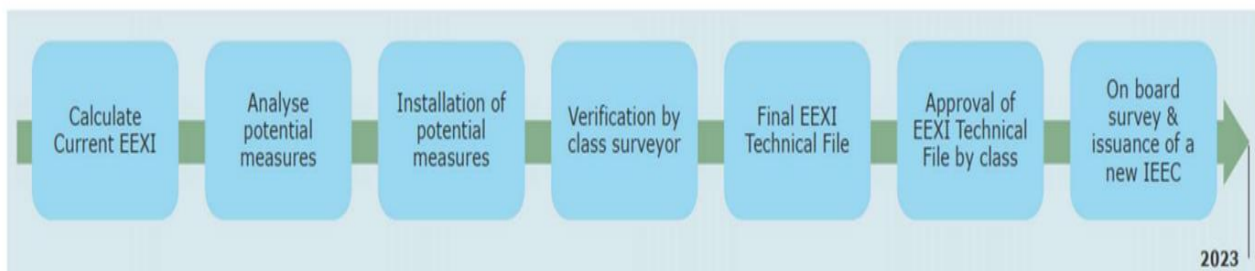 Calculate
Current EEXI
Analyse
potential
measures
Installation of
potential
measures
Verification by
class surveyor
Final EEXI
Technical File
Approval of
EEXI Technical
File by class
On board
survey &
issuance of a
new IEEC
2023